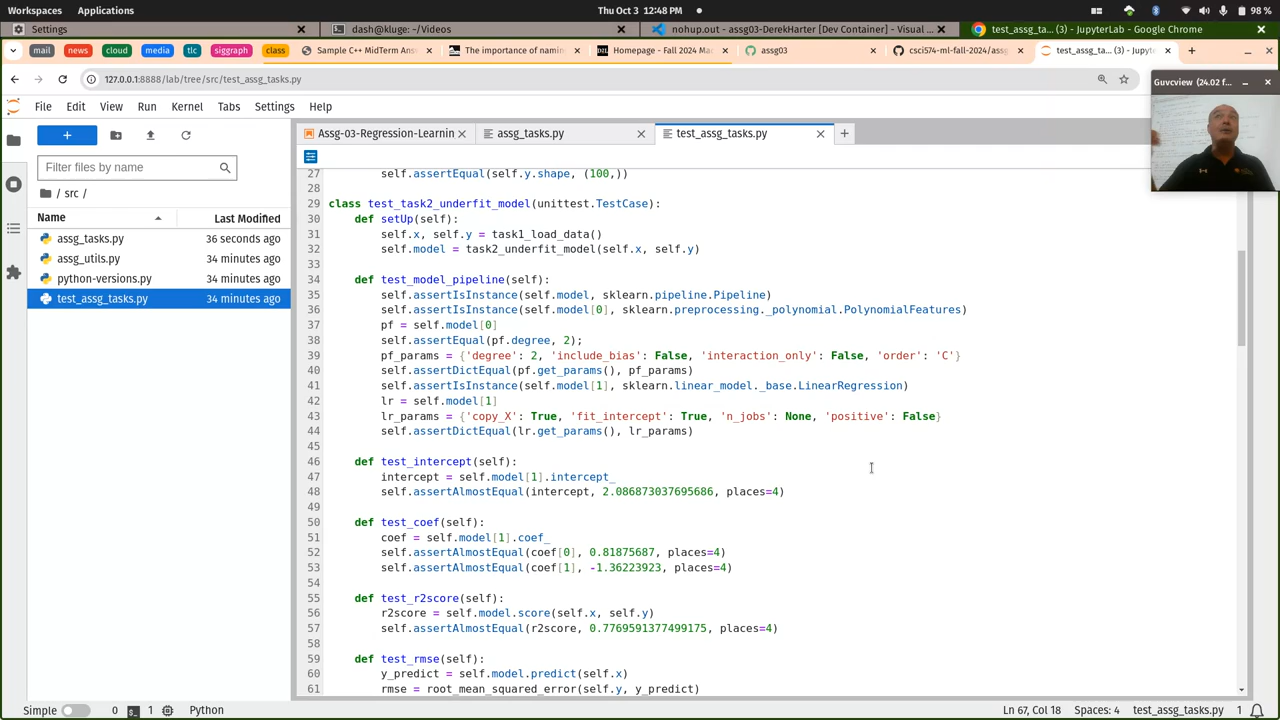 Workspaces Applications Thu Oct 3 12:48 PM 98 %
Settings dash@kluge: ~/Videos nohup.out - assg03-DerekHarter [Dev Container] - Visual ... test_assg_tasks.py (3) - JupyterLab - Google Chrome
mail news cloud media tlc siggraph class Sample C++ MidTerm Ans The importance of namin Homepage - Fall 2024 Mac assg03 csci574-ml-fall-2024/assg test_assg_ta... (3) - Jupyter
127.0.0.1:8888/lab/tree/src/test_assg_tasks.py
Guvcview (24.02 f...
File Edit View Run Kernel Tabs Settings Help
Assg-03-Regression-Learnin assg_tasks.py test_assg_tasks.py
Filter files by name
/ src /
Name Last Modified
assg_tasks.py 36 seconds ago
assg_utils.py 34 minutes ago
python-versions.py 34 minutes ago
test_assg_tasks.py 34 minutes ago
27 self.assertEqual(self.y.shape, (100,))
28
29 class test_task2_underfit_model(unittest.TestCase):
30 def setUp(self):
31 self.x, self.y = task1_load_data()
32 self.model = task2_underfit_model(self.x, self.y)
33
34 def test_model_pipeline(self):
35 self.assertIsInstance(self.model, sklearn.pipeline.Pipeline)
36 self.assertIsInstance(self.model[0], sklearn.preprocessing._polynomial.PolynomialFeatures)
37 pf = self.model[0]
38 self.assertEqual(pf.degree, 2);
39 pf_params = {'degree': 2, 'include_bias': False, 'interaction_only': False, 'order': 'C'}
40 self.assertDictEqual(pf.get_params(), pf_params)
41 self.assertIsInstance(self.model[1], sklearn.linear_model._base.LinearRegression)
42 lr = self.model[1]
43 lr_params = {'copy_X': True, 'fit_intercept': True, 'n_jobs': None, 'positive': False}
44 self.assertDictEqual(lr.get_params(), lr_params)
45
46 def test_intercept(self):
47 intercept = self.model[1].intercept_
48 self.assertAlmostEqual(intercept, 2.086873037695686, places=4)
49
50 def test_coef(self):
51 coef = self.model[1].coef_
52 self.assertAlmostEqual(coef[0], 0.81875687, places=4)
53 self.assertAlmostEqual(coef[1], -1.36223923, places=4)
54
55 def test_r2score(self):
56 r2score = self.model.score(self.x, self.y)
57 self.assertAlmostEqual(r2score, 0.7769591377499175, places=4)
58
59 def test_rmse(self):
60 y_predict = self.model.predict(self.x)
61 rmse = root_mean_squared_error(self.y, y_predict)
Simple 0 1 Python Ln 67, Col 18 Spaces: 4 test_assg_tasks.py 1